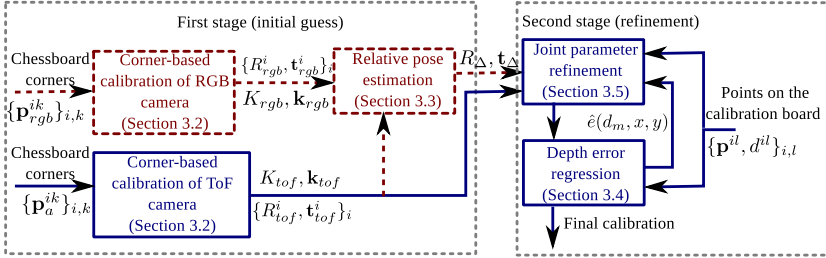 First stage (initial guess)
Chessboard
corners
{p_{rgb}^{ik}}_{i,k}
Corner-based
calibration of RGB
camera
(Section 3.2)
{R_{rgb}^{i}, t_{rgb}^{i}}_i
K_{rgb}, k_{rgb}
Relative pose
estimation
(Section 3.3)
R_Δ, t_Δ
Chessboard
corners
{p_a^{ik}}_{i,k}
Corner-based
calibration of ToF
camera
(Section 3.2)
K_{tof}, k_{tof}
{R_{tof}^{i}, t_{tof}^{i}}_i
Second stage (refinement)
Joint parameter
refinement
(Section 3.5)
ê(d_m, x, y)
Depth error
regression
(Section 3.4)
Final calibration
Points on the
calibration board
{p^{il}, d^{il}}_{i,l}